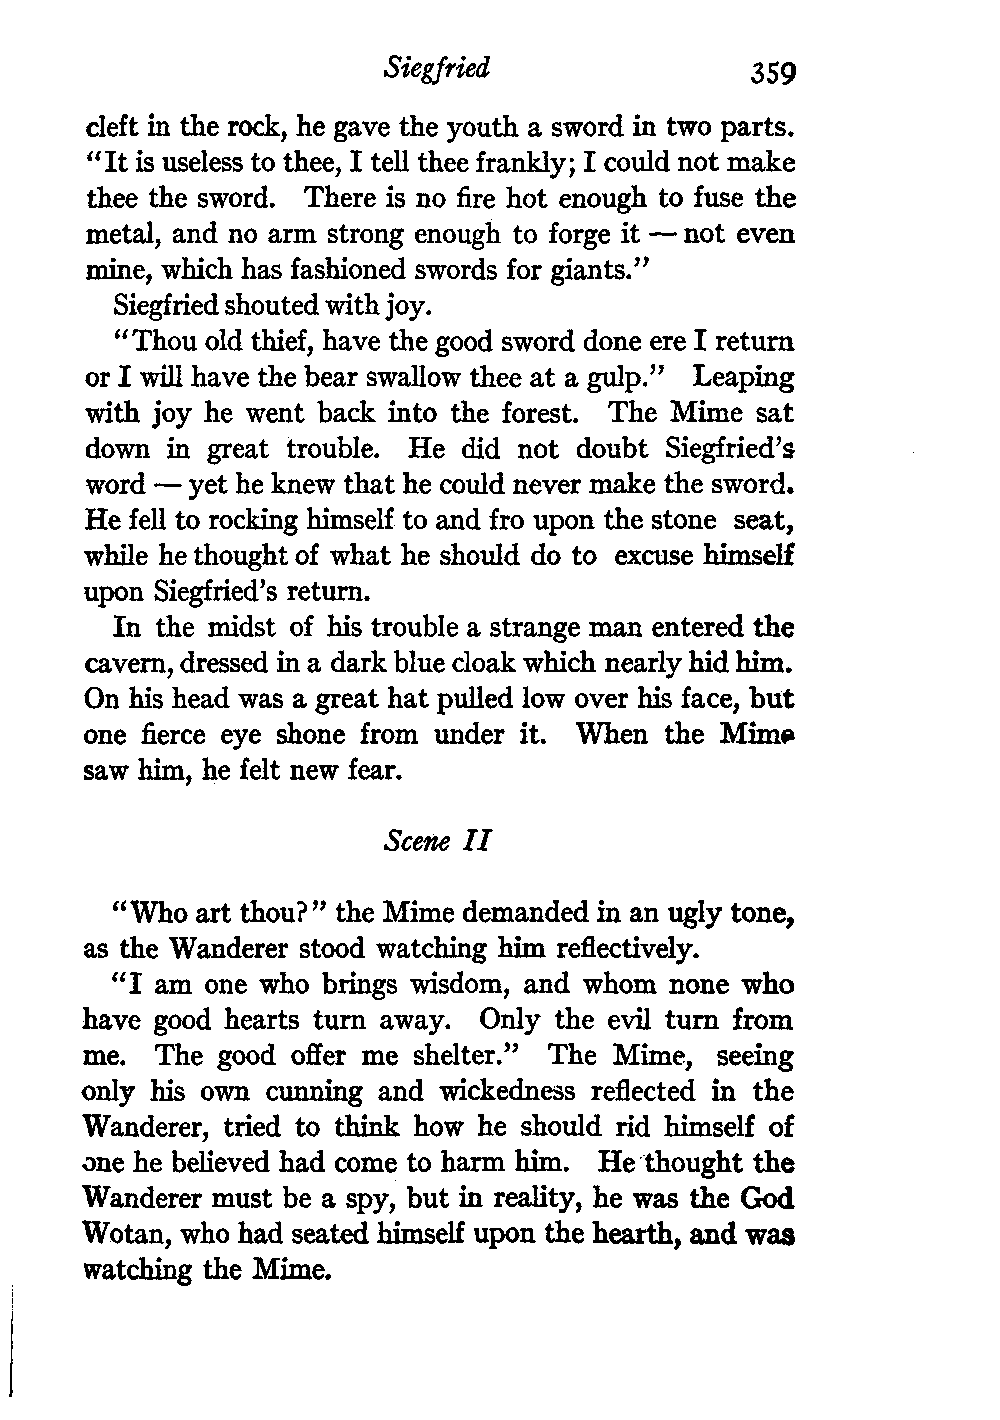 Siegfried 359
cleft in the rock, he gave the youth a sword in two parts.
"It is useless to thee, I tell thee frankly; I could not make
thee the sword. There is no fire hot enough to fuse the
metal, and no arm strong enough to forge it — not even
mine, which has fashioned swords for giants."
Siegfried shouted with joy.
"Thou old thief, have the good sword done ere I return
or I will have the bear swallow thee at a gulp." Leaping
with joy he went back into the forest. The Mime sat
down in great trouble. He did not doubt Siegfried's
word — yet he knew that he could never make the sword.
He fell to rocking himself to and fro upon the stone seat,
while he thought of what he should do to excuse himself
upon Siegfried's return.
In the midst of his trouble a strange man entered the
cavern, dressed in a dark blue cloak which nearly hid him.
On his head was a great hat pulled low over his face, but
one fierce eye shone from under it. When the Mime
saw him, he felt new fear.
Scene II
"Who art thou?" the Mime demanded in an ugly tone,
as the Wanderer stood watching him reflectively.
"I am one who brings wisdom, and whom none who
have good hearts turn away. Only the evil turn from
me. The good offer me shelter." The Mime, seeing
only his own cunning and wickedness reflected in the
Wanderer, tried to think how he should rid himself of
one he believed had come to harm him. He thought the
Wanderer must be a spy, but in reality, he was the God
Wotan, who had seated himself upon the hearth, and was
watching the Mime.